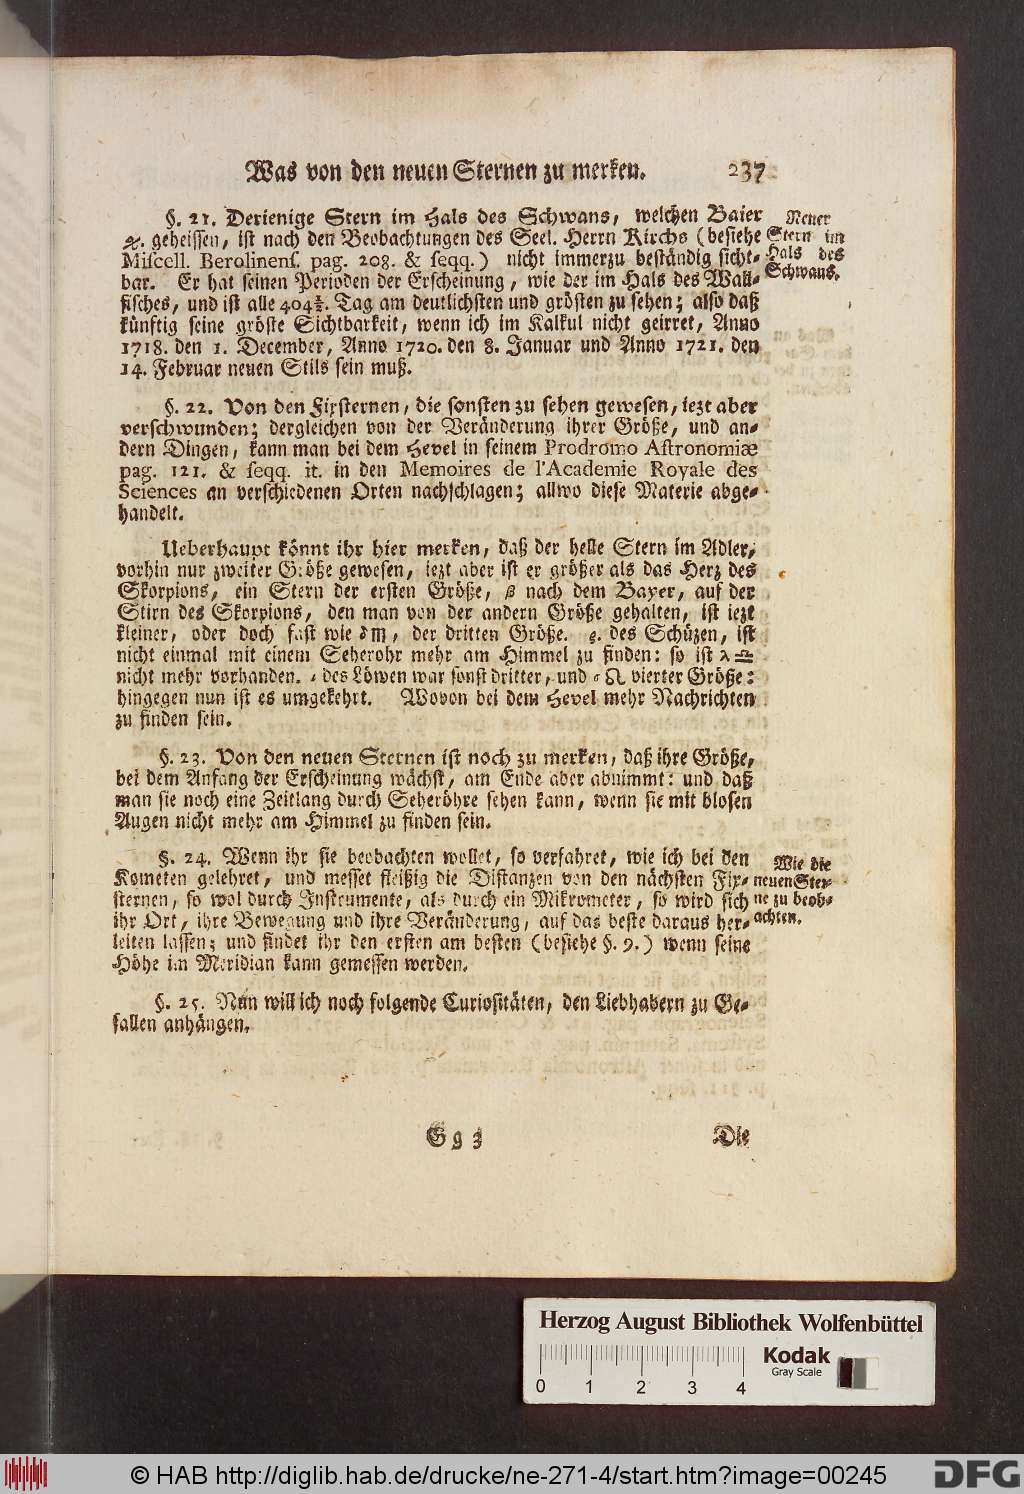 Was von den neuen Sternen zu merken. 237
§. 21. Derienige Stern im Hals des Schwans, welchen Baier
χ. geheissen, ist nach den Beobachtungen des Seel. Herrn Kirchs (besiehe
Miscell. Berolinens. pag. 208. & seqq.) nicht immerzu beständig sicht-
bar. Er hat seinen Perioden der Erscheinung, wie der im Hals des Wall-
fisches, und ist alle 404½. Tag am deutlichsten und grösten zu sehen; also daß
künftig seine gröste Sichtbarkeit, wenn ich im Kalkul nicht geirret, Anno
1718. den 1. December, Anno 1720. den 8. Januar und Anno 1721. den
14. Februar neuen Stils sein muß.
Neuer
Stern im
Hals des
Schwans.
§. 22. Von den Fixsternen, die sonsten zu sehen gewesen, iezt aber
verschwunden; dergleichen von der Veränderung ihrer Größe, und an-
dern Dingen, kann man bei dem Hevel in seinem Prodromo Astronomiæ
pag. 121. & seqq. it. in den Memoires de l'Academie Royale des
Sciences an verschiedenen Orten nachschlagen; allwo diese Materie abge-
handelt.
Ueberhaupt könnt ihr hier merken, daß der helle Stern im Adler,
vorhin nur zweiter Größe gewesen, iezt aber ist er größer als das Herz des
Skorpions, ein Stern der ersten Größe, β nach dem Bayer, auf der
Stirn des Skorpions, den man von der andern Größe gehalten, ist iezt
kleiner, oder doch fast wie δ♏, der dritten Größe. ε. des Schüzen, ist
nicht einmal mit einem Seherohr mehr am Himmel zu finden: so ist λ ♎
nicht mehr vorhanden. des Löwen war sonst dritter, und ♌ vierter Größe:
hingegen nun ist es umgekehrt. Wovon bei dem Hevel mehr Nachrichten
zu finden sein.
§. 23. Von den neuen Sternen ist noch zu merken, daß ihre Größe,
bei dem Anfang der Erscheinung wächst, am Ende aber abnimmt: und daß
man sie noch eine Zeitlang durch Seheröhre sehen kann, wenn sie mit blosen
Augen nicht mehr am Himmel zu finden sein.
§. 24. Wenn ihr sie beobachten wollet, so verfahret, wie ich bei den
Kometen gelehret, und messet fleißig die Distanzen von den nächsten Fix-
sternen, so wol durch Instrumente, als durch ein Mikrometer, so wird sich
ihr Ort, ihre Bewegung und ihre Veränderung, auf das beste daraus her-
leiten lassen; und findet ihr den ersten am besten (besiehe §. 9.) wenn seine
Höhe im Meridian kann gemessen werden.
Wie die
neuen Ster-
ne zu beob-
achten.
§. 25. Nun will ich noch folgende Curiositäten, den Liebhabern zu Ge-
fallen anhängen.
Gg 3 Die
Herzog August Bibliothek Wolfenbüttel
Kodak
Gray Scale
0 1 2 3 4
© HAB http://diglib.hab.de/drucke/ne-271-4/start.htm?image=00245
DFG